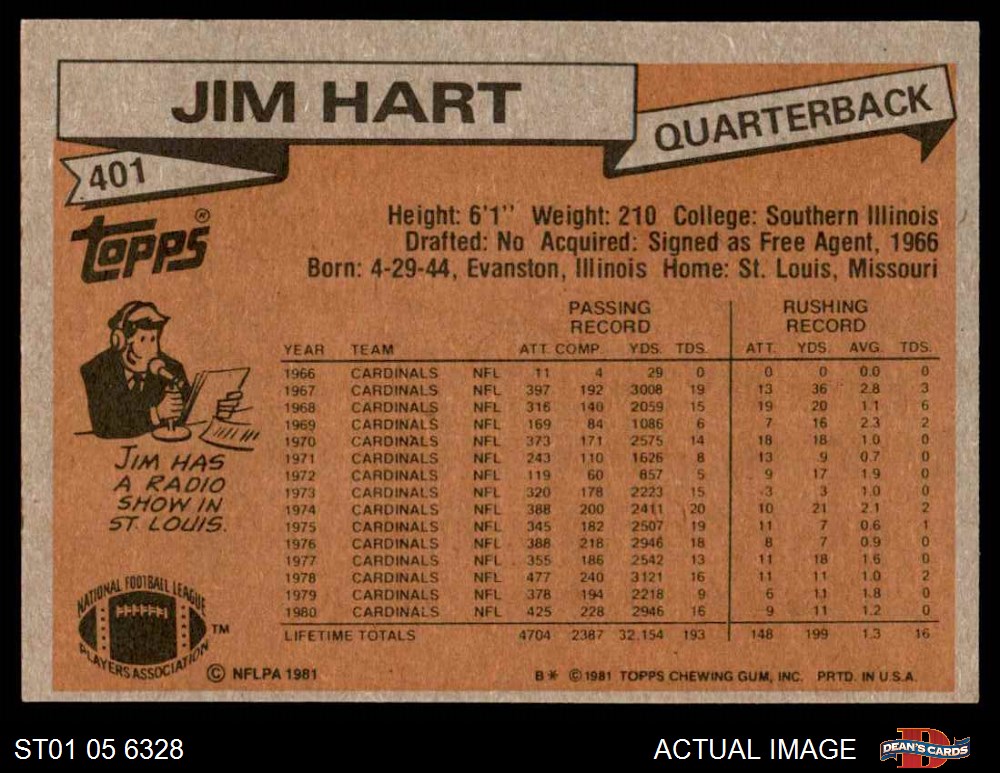 JIM HART
QUARTERBACK
401
topps®
Height: 6'1'' Weight: 210 College: Southern Illinois
Drafted: No Acquired: Signed as Free Agent, 1966
Born: 4-29-44, Evanston, Illinois Home: St. Louis, Missouri
PASSING RECORD RUSHING RECORD
YEAR TEAM ATT. COMP. YDS. TDS. ATT. YDS. AVG. TDS.
1966 CARDINALS NFL 11 4 29 0 0 0 0.0 0
1967 CARDINALS NFL 397 192 3008 19 13 36 2.8 3
1968 CARDINALS NFL 316 140 2059 15 19 20 1.1 6
1969 CARDINALS NFL 169 84 1086 6 7 16 2.3 2
1970 CARDINALS NFL 373 171 2575 14 18 18 1.0 0
1971 CARDINALS NFL 243 110 1626 8 13 9 0.7 0
1972 CARDINALS NFL 119 60 857 5 9 17 1.9 0
1973 CARDINALS NFL 320 178 2223 15 3 3 1.0 0
1974 CARDINALS NFL 388 200 2411 20 10 21 2.1 2
1975 CARDINALS NFL 345 182 2507 19 11 7 0.6 1
1976 CARDINALS NFL 388 218 2946 18 8 7 0.9 0
1977 CARDINALS NFL 355 186 2542 13 11 18 1.6 0
1978 CARDINALS NFL 477 240 3121 16 11 11 1.0 2
1979 CARDINALS NFL 378 194 2218 9 6 11 1.8 0
1980 CARDINALS NFL 425 228 2946 16 9 11 1.2 0
LIFETIME TOTALS 4704 2387 32,154 193 148 199 1.3 16
JIM HAS
A RADIO
SHOW IN
ST. LOUIS.
NATIONAL FOOTBALL LEAGUE
PLAYERS ASSOCIATION
TM
© NFLPA 1981
B* © 1981 TOPPS CHEWING GUM, INC. PRTD. IN U.S.A.
ST01 05 6328
ACTUAL IMAGE
D
DEAN'S CARDS